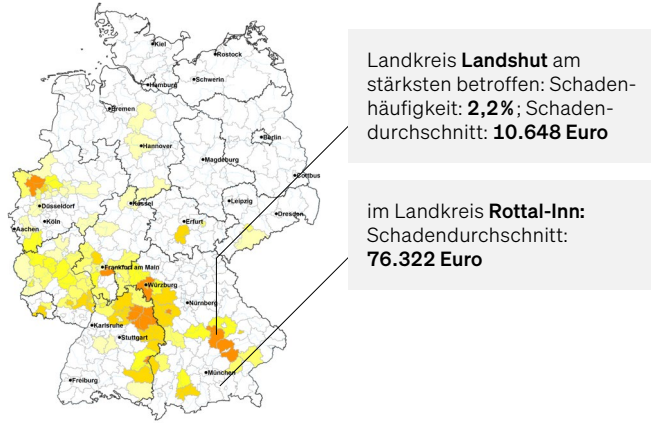 Kiel
Rostock
Hamburg
Schwerin
Bremen
Berlin
Hannover
Magdeburg
Cottbus
Düsseldorf
Kassel
Leipzig
Köln
Erfurt
Dresden
Aachen
Frankfurt am Main
Würzburg
Nürnberg
Karlsruhe
Stuttgart
München
Freiburg
Landkreis Landshut am
stärksten betroffen: Schaden-
häufigkeit: 2,2%; Schaden-
durchschnitt: 10.648 Euro
im Landkreis Rottal-Inn:
Schadendurchschnitt:
76.322 Euro